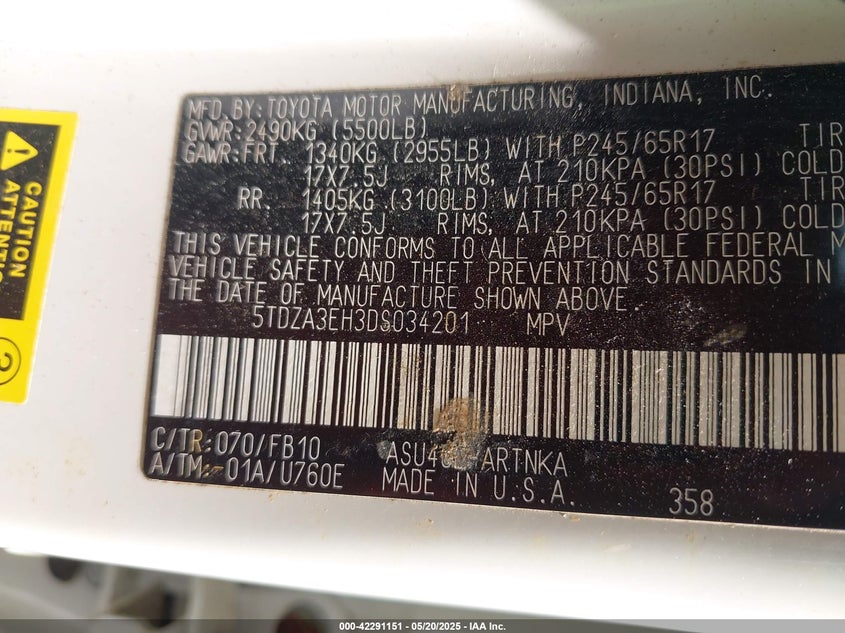 MFD. BY: TOYOTA MOTOR MANUFACTURING, INDIANA, INC.
GVWR: 2490KG (5500LB)
GAWR: FRT. 1340KG (2955LB) WITH P245/65R17 TIR
17X7.5J RIMS, AT 210KPA (30PSI) COLD
RR. 1405KG (3100LB) WITH P245/65R17 TIR
17X7.5J RIMS, AT 210KPA (30PSI) COLD
THIS VEHICLE CONFORMS TO ALL APPLICABLE FEDERAL M
VEHICLE SAFETY AND THEFT PREVENTION STANDARDS IN
THE DATE OF MANUFACTURE SHOWN ABOVE
5TDZA3EH3DS034201 MPV
C/TR: 070/FB10 ARTNKA
A/TM: 01A/U760E MADE IN U.S.A. 358
CAUTION
ATTENTI
000-42291151 — 05/20/2025 — IAA Inc.